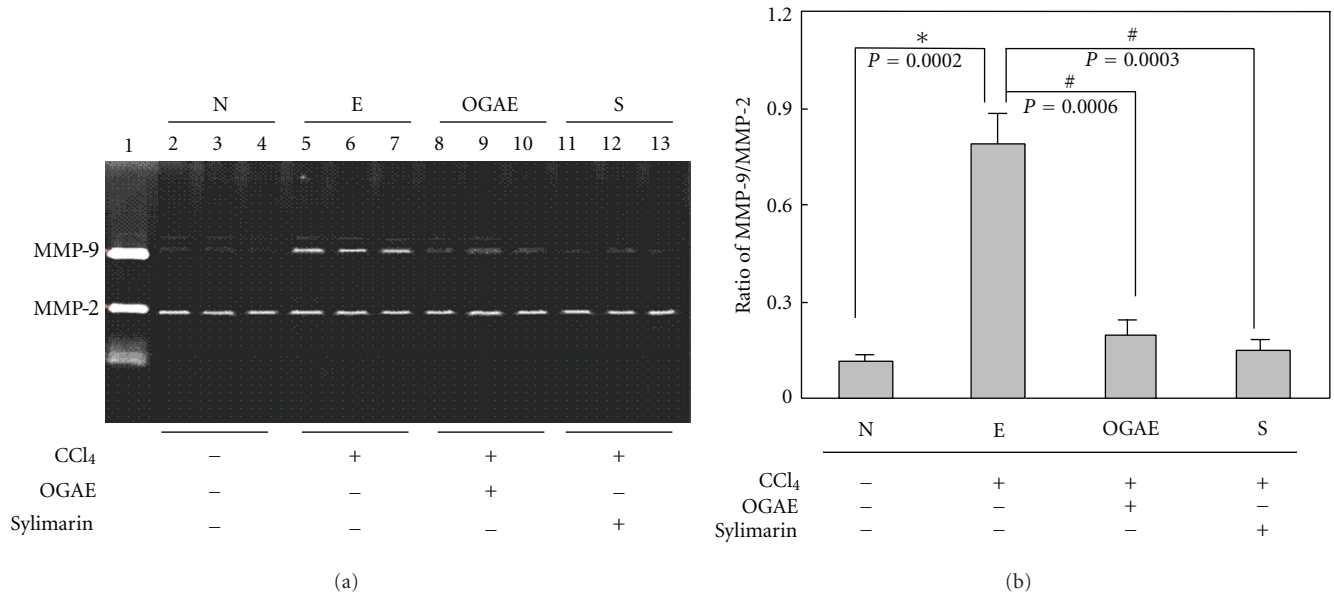 N E OGAE S
1 2 3 4 5 6 7 8 9 10 11 12 13
MMP-9
MMP-2
CCl₄ − + + +
OGAE − − + −
Sylimarin − − − +
(a)
Ratio of MMP-9/MMP-2
1.2
0.9
0.6
0.3
0
*
P = 0.0002
#
P = 0.0003
#
P = 0.0006
N E OGAE S
CCl₄ − + + +
OGAE − − + −
Sylimarin − − − +
(b)